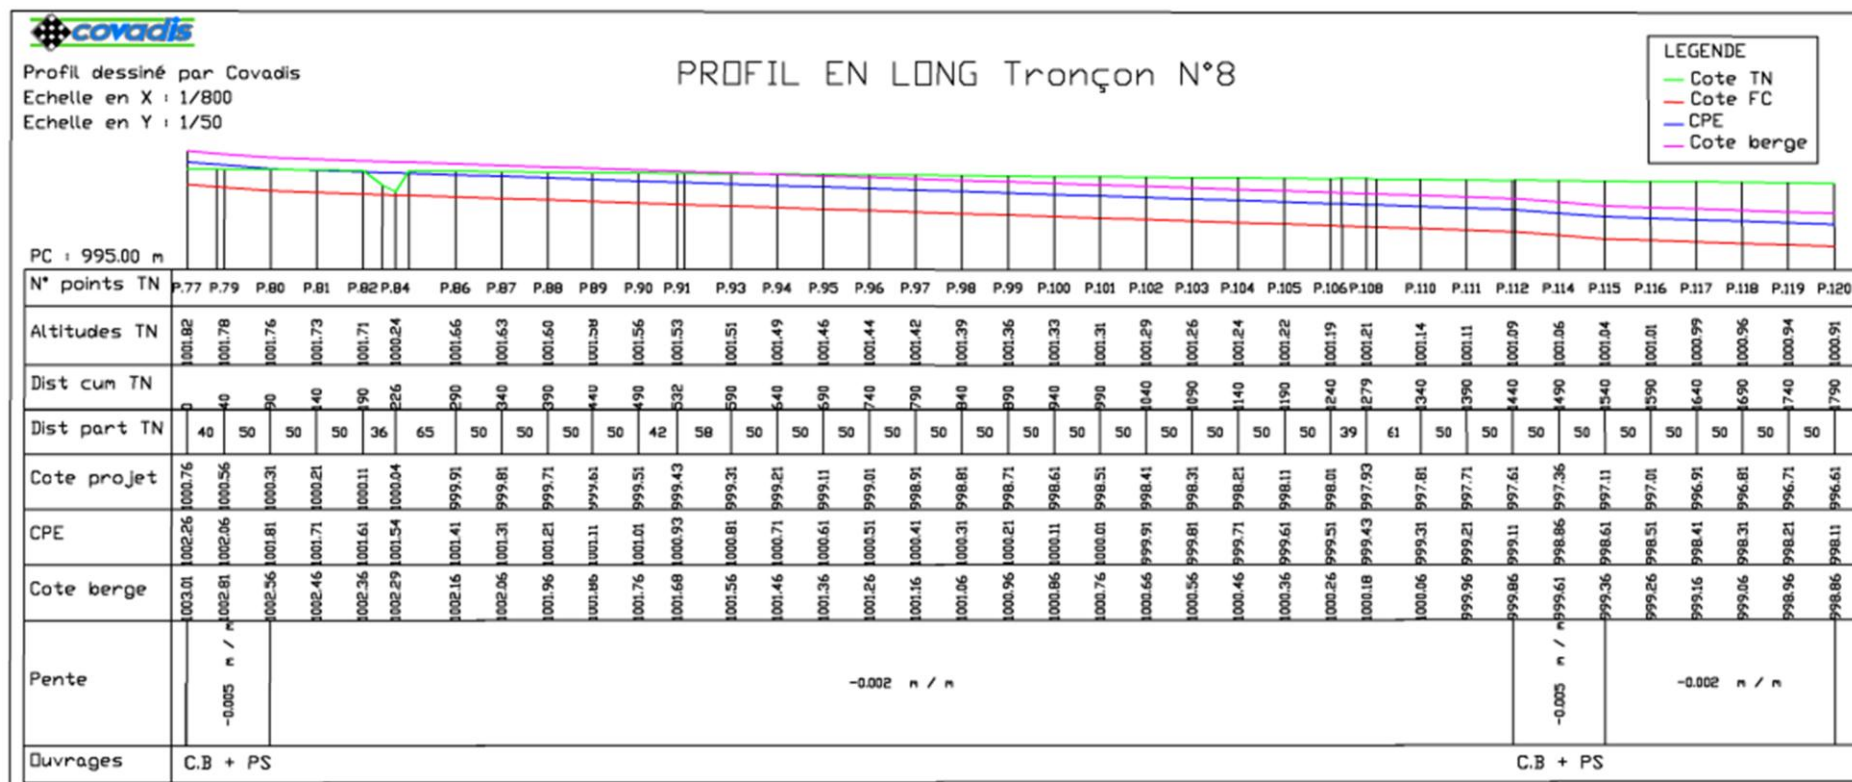 covadis
Profil dessiné par Covadis
Echelle en X : 1/800
Echelle en Y : 1/50
PROFIL EN LONG Tronçon N°8
LEGENDE
Cote TN
Cote FC
CPE
Cote berge
PC : 995.00 m
N° points TN P.77 P.79 P.80 P.81 P.82 P.84 P.86 P.87 P.88 P.89 P.90 P.91 P.93 P.94 P.95 P.96 P.97 P.98 P.99 P.100 P.101 P.102 P.103 P.104 P.105 P.106 P.108 P.110 P.111 P.112 P.114 P.115 P.116 P.117 P.118 P.119 P.120
Altitudes TN 1001.82 1001.78 1001.76 1001.73 1001.71 1000.24 1001.66 1001.63 1001.60 1001.58 1001.56 1001.53 1001.51 1001.49 1001.46 1001.44 1001.42 1001.39 1001.36 1001.33 1001.31 1001.29 1001.26 1001.24 1001.22 1001.19 1001.21 1001.14 1001.11 1001.09 1001.06 1001.04 1001.01 1000.99 1000.96 1000.94 1000.91
Dist cum TN 0 40 90 140 190 226 290 340 390 440 490 532 590 640 690 740 790 840 890 940 990 1040 1090 1140 1190 1240 1279 1340 1390 1440 1490 1540 1590 1640 1690 1740 1790
Dist part TN 40 50 50 50 36 65 50 50 50 50 42 58 50 50 50 50 50 50 50 50 50 50 50 50 50 39 61 50 50 50 50 50 50 50 50 50
Cote projet 1000.76 1000.56 1000.31 1000.21 1000.11 1000.04 999.91 999.81 999.71 999.61 999.51 999.43 999.31 999.21 999.11 999.01 998.91 998.81 998.71 998.61 998.51 998.41 998.31 998.21 998.11 998.01 997.93 997.81 997.71 997.61 997.36 997.11 997.01 996.91 996.81 996.71 996.61
CPE 1002.26 1002.06 1001.81 1001.71 1001.61 1001.54 1001.41 1001.31 1001.21 1001.11 1001.01 1000.93 1000.81 1000.71 1000.61 1000.51 1000.41 1000.31 1000.21 1000.11 1000.01 999.91 999.81 999.71 999.61 999.51 999.43 999.31 999.21 999.11 998.86 998.61 998.51 998.41 998.31 998.21 998.11
Cote berge 1003.01 1002.81 1002.56 1002.46 1002.36 1002.29 1002.16 1002.06 1001.96 1001.86 1001.76 1001.68 1001.56 1001.46 1001.36 1001.26 1001.16 1001.06 1000.96 1000.86 1000.76 1000.66 1000.56 1000.46 1000.36 1000.26 1000.18 1000.06 999.96 999.86 999.61 999.36 999.26 999.16 999.06 998.96 998.86
Pente -0.005 m / m -0.002 m / m -0.005 m / m -0.002 m / m
Ouvrages C.B + PS C.B + PS